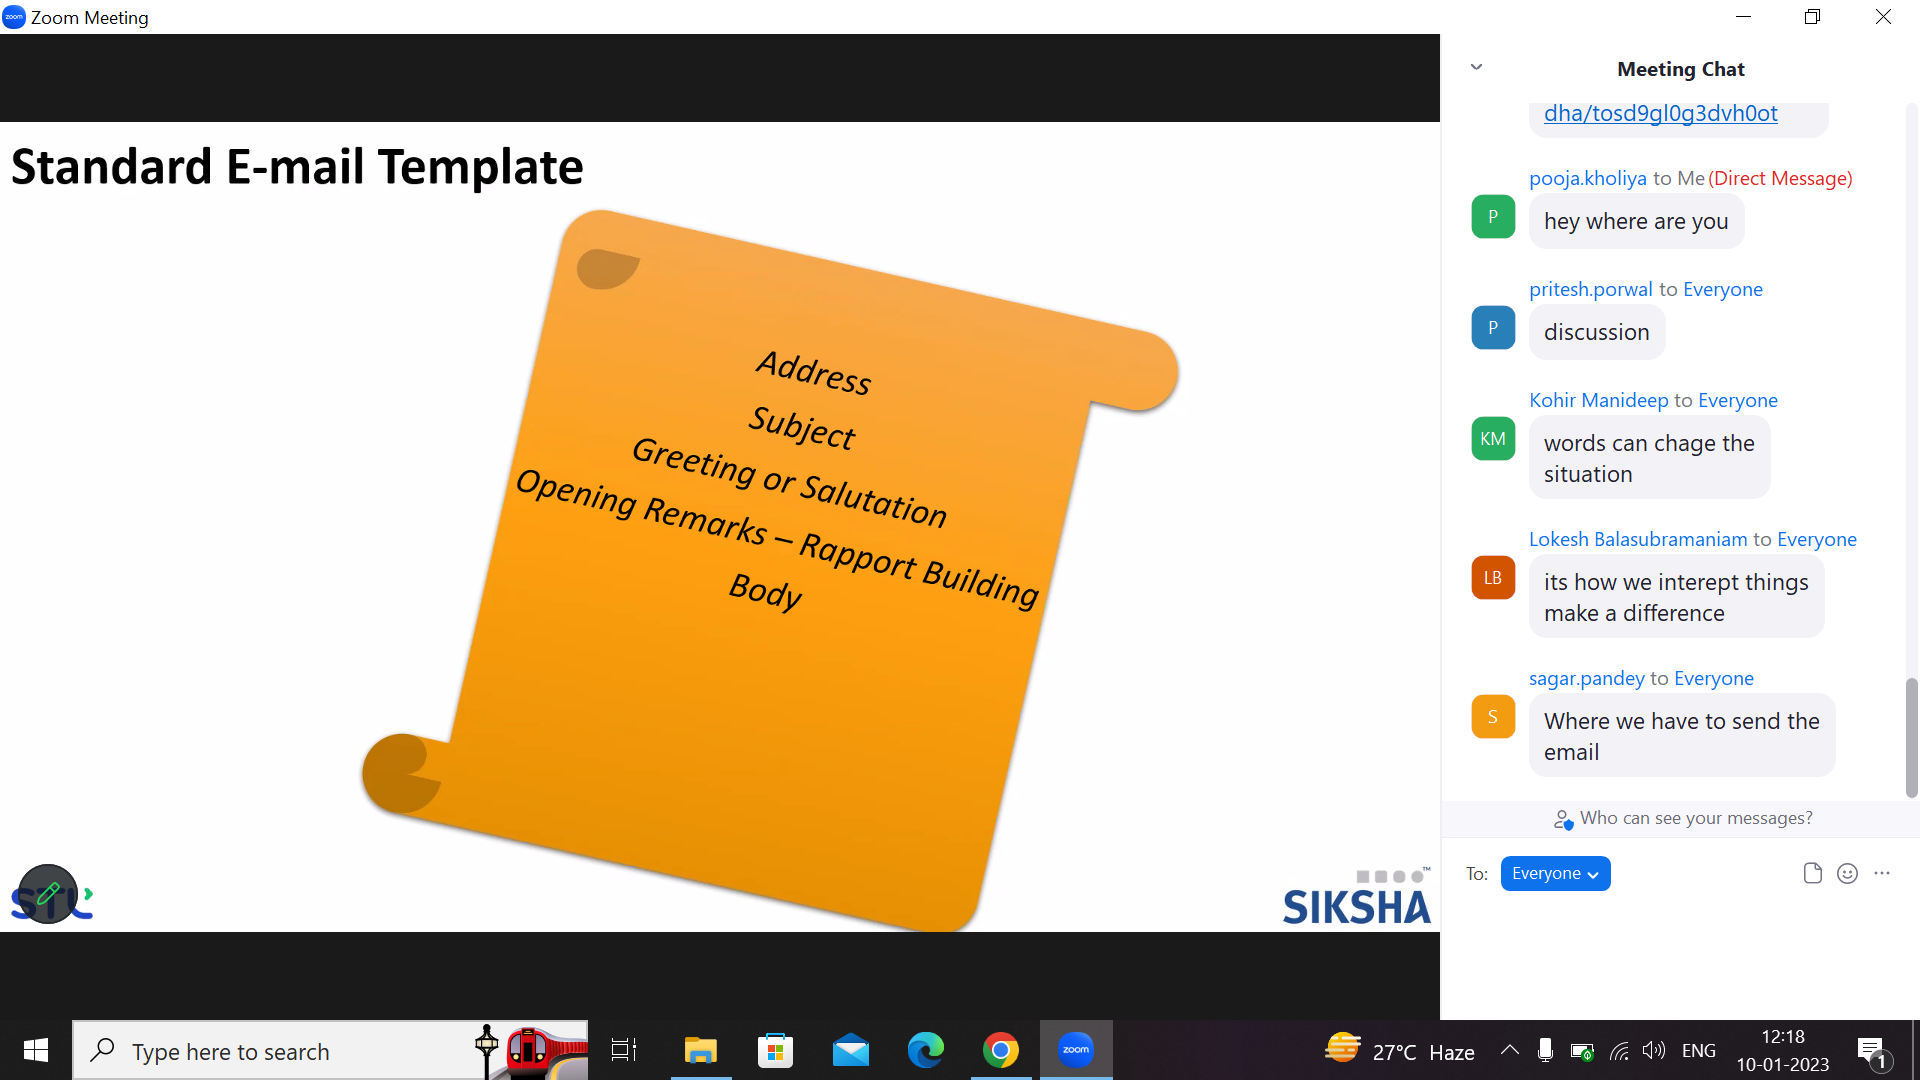 Zoom Meeting
Standard E-mail Template
Address
Subject
Greeting or Salutation
Opening Remarks – Rapport Building
Body
STL
SIKSHA™
Meeting Chat
dha/tosd9gl0g3dvh0ot
pooja.kholiya to Me (Direct Message)
P
hey where are you
pritesh.porwal to Everyone
P
discussion
Kohir Manideep to Everyone
KM
words can chage the
situation
Lokesh Balasubramaniam to Everyone
LB
its how we interept things
make a difference
sagar.pandey to Everyone
S
Where we have to send the
email
Who can see your messages?
To: Everyone
Type here to search
zoom
27°C Haze
ENG
12:18
10-01-2023
1